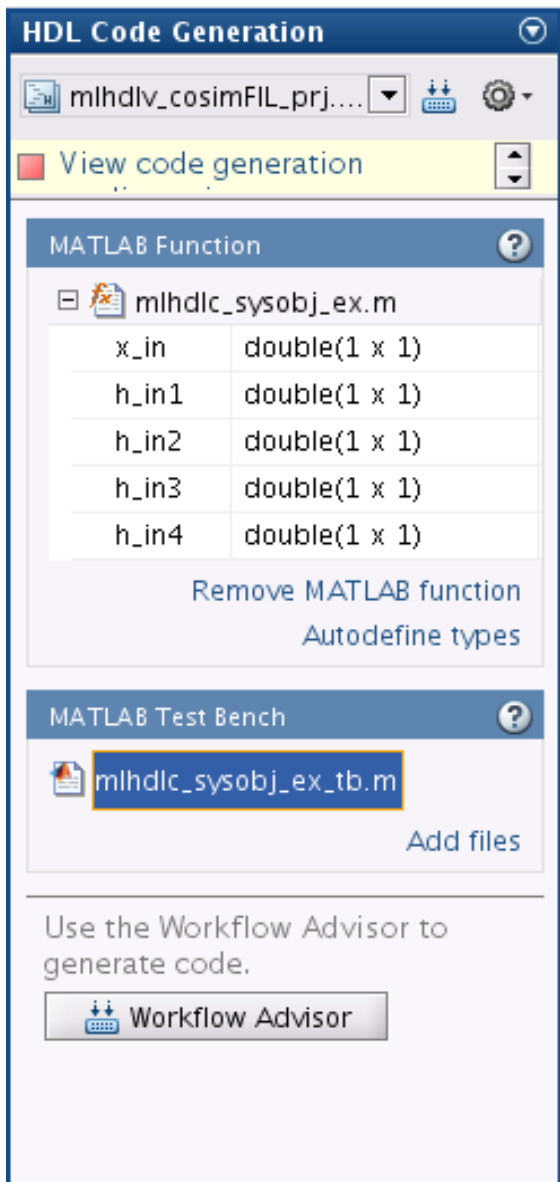 HDL Code Generation
mlhdlv_cosimFIL_prj....
View code generation
MATLAB Function
mlhdlc_sysobj_ex.m
x_in double(1 x 1)
h_in1 double(1 x 1)
h_in2 double(1 x 1)
h_in3 double(1 x 1)
h_in4 double(1 x 1)
Remove MATLAB function
Autodefine types
MATLAB Test Bench
mlhdlc_sysobj_ex_tb.m
Add files
Use the Workflow Advisor to
generate code.
Workflow Advisor